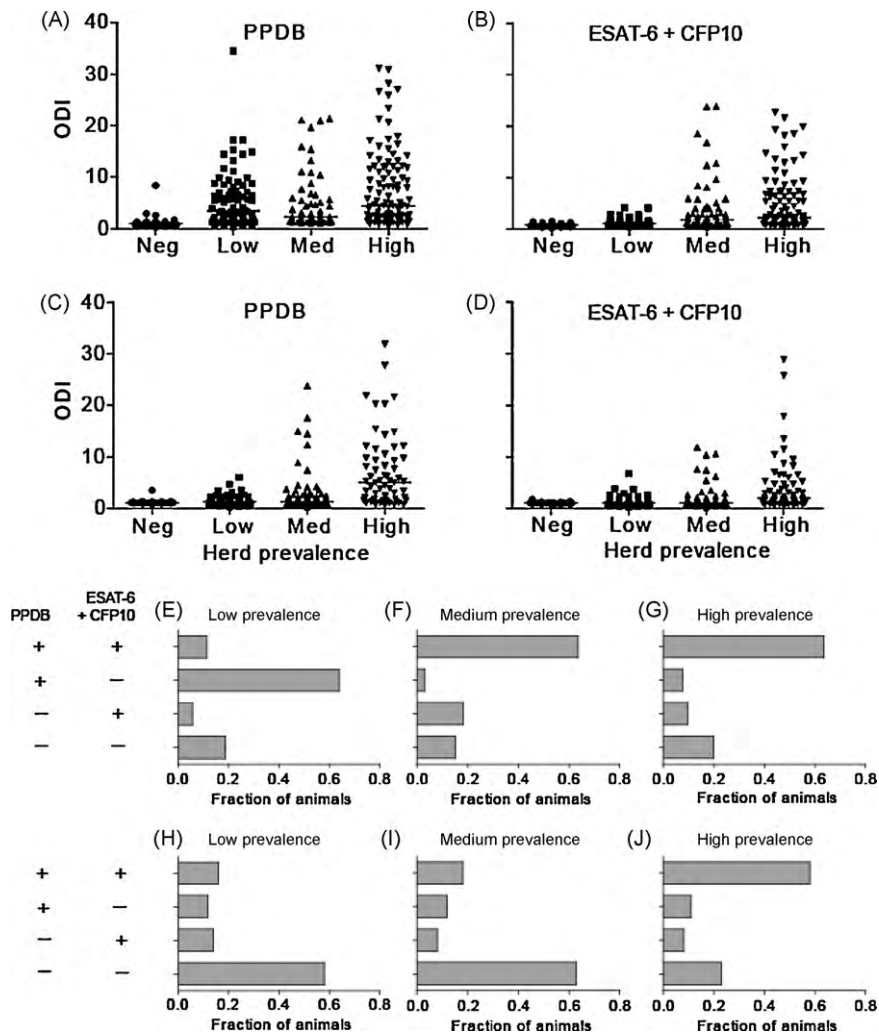 (A) PPDB
(B) ESAT-6 + CFP10
ODI
40
30
20
10
0
Neg Low Med High
Neg Low Med High
(C) PPDB
(D) ESAT-6 + CFP10
ODI
40
30
20
10
0
Neg Low Med High
Herd prevalence
Neg Low Med High
Herd prevalence
PPDB
ESAT-6
+ CFP10
(E) Low prevalence
(F) Medium prevalence
(G) High prevalence
+ +
+ −
− +
− −
0.0 0.2 0.4 0.6 0.8
Fraction of animals
0.0 0.2 0.4 0.6 0.8
Fraction of animals
0.0 0.2 0.4 0.6 0.8
Fraction of animals
(H) Low prevalence
(I) Medium prevalence
(J) High prevalence
+ +
+ −
− +
− −
0.0 0.2 0.4 0.6 0.8
Fraction of animals
0.0 0.2 0.4 0.6 0.8
Fraction of animals
0.0 0.2 0.4 0.6 0.8
Fraction of animals